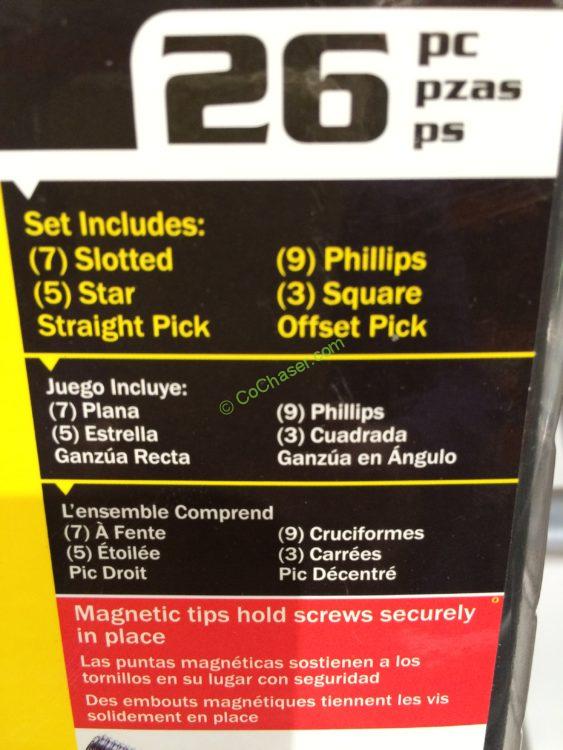 26 pc
pzas
ps
Set Includes:
(7) Slotted (9) Phillips
(5) Star (3) Square
Straight Pick Offset Pick
© CoChaser.com
Juego Incluye:
(7) Plana (9) Phillips
(5) Estrella (3) Cuadrada
Ganzúa Recta Ganzúa en Ángulo
L'ensemble Comprend
(7) À Fente (9) Cruciformes
(5) Étoilée (3) Carrées
Pic Droit Pic Décentré
Magnetic tips hold screws securely
in place
Las puntas magnéticas sostienen a los
tornillos en su lugar con seguridad
Des embouts magnétiques tiennent les vis
solidement en place